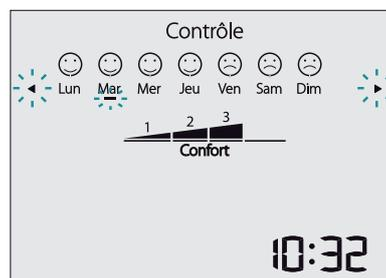 Contrôle
Lun Mar Mer Jeu Ven Sam Dim
1 2 3
Confort
10:32